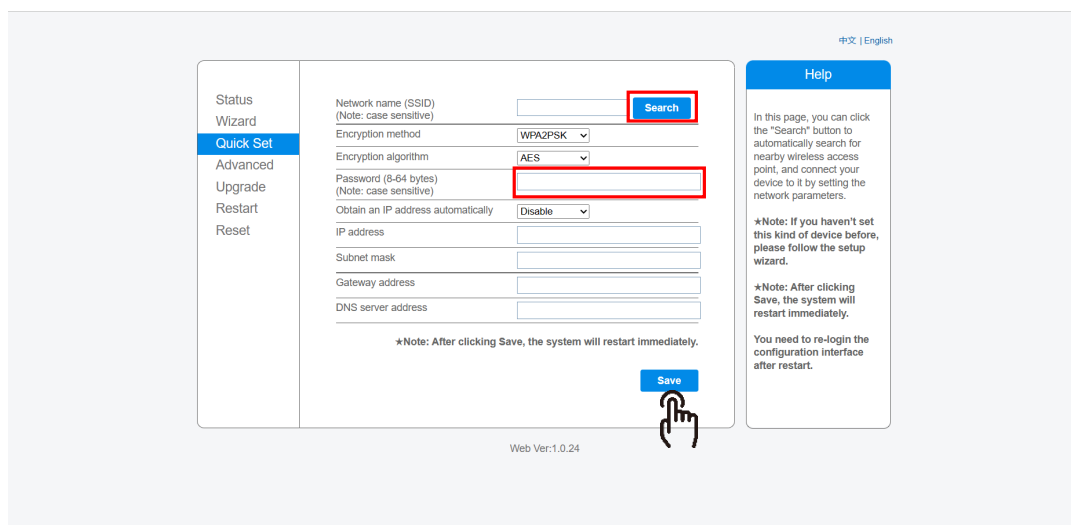 中文 | English
Status
Wizard
Quick Set
Advanced
Upgrade
Restart
Reset
Network name (SSID)
(Note: case sensitive)
Search
Encryption method
WPA2PSK
Encryption algorithm
AES
Password (8-64 bytes)
(Note: case sensitive)
Obtain an IP address automatically
Disable
IP address
Subnet mask
Gateway address
DNS server address
★Note: After clicking Save, the system will restart immediately.
Save
Help
In this page, you can click
the "Search" button to
automatically search for
nearby wireless access
point, and connect your
device to it by setting the
network parameters.
★Note: If you haven't set
this kind of device before,
please follow the setup
wizard.
★Note: After clicking
Save, the system will
restart immediately.
You need to re-login the
configuration interface
after restart.
Web Ver:1.0.24